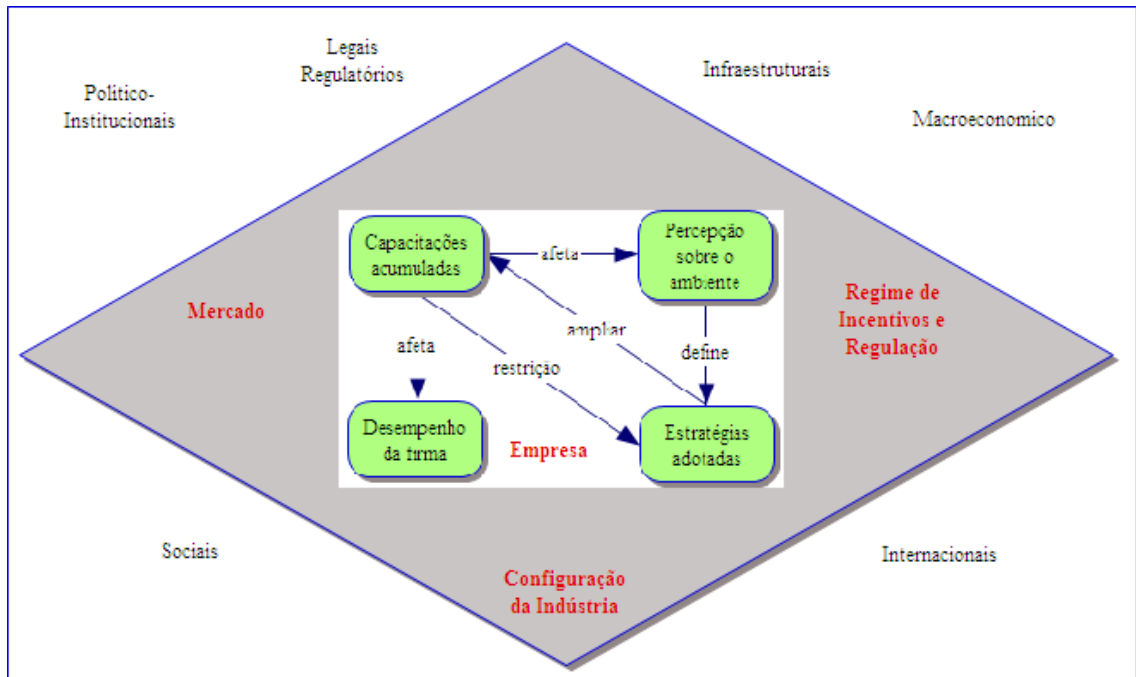 Legais
Regulatórios
Infraestruturais
Politico-
Institucionais
Macroeconomico
Capacitações
acumuladas
afeta
Percepção
sobre o
ambiente
Mercado
Regime de
Incentivos e
Regulação
ampliar
afeta
define
restrição
Desempenho
da firma
Empresa
Estratégias
adotadas
Sociais
Internacionais
Configuração
da Indústria